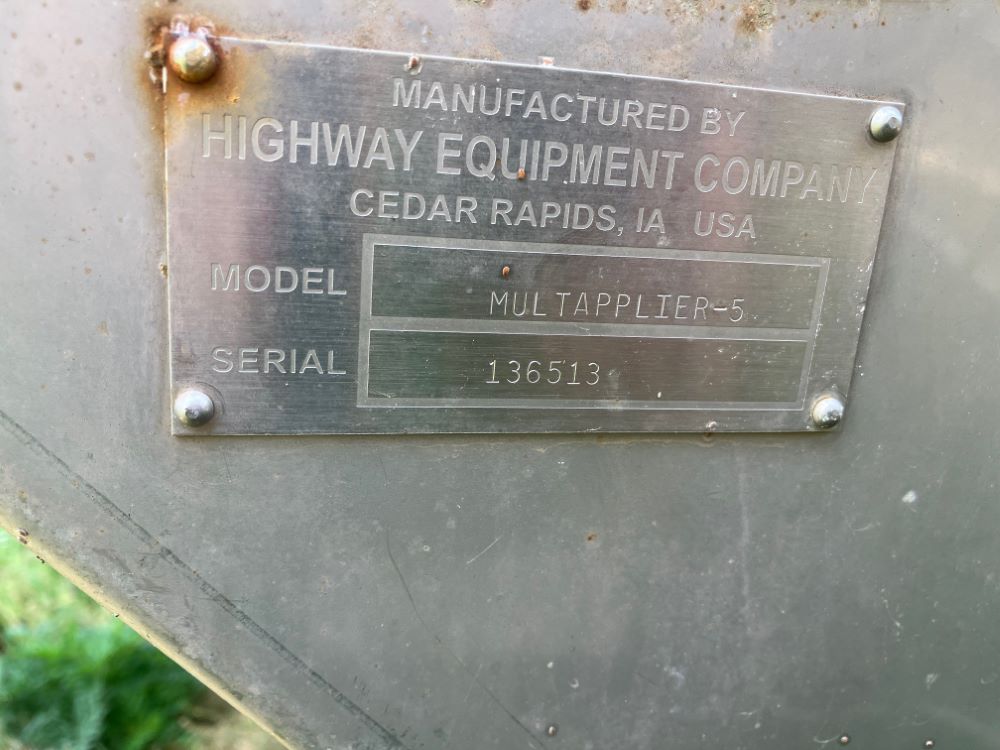 MANUFACTURED BY
HIGHWAY EQUIPMENT COMPANY
CEDAR RAPIDS, IA USA
MODEL MULTAPPLIER-5
SERIAL 136513